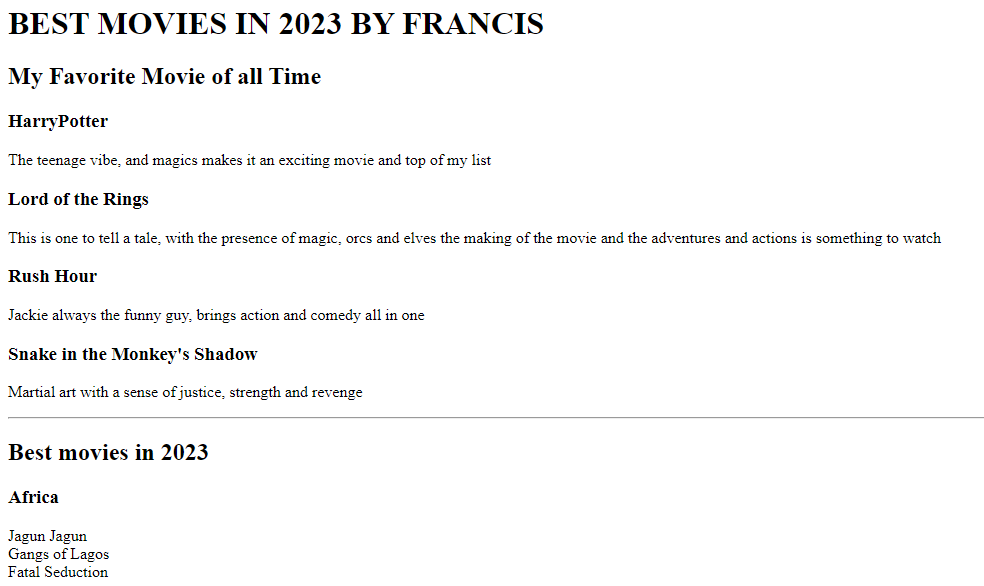 BEST MOVIES IN 2023 BY FRANCIS
My Favorite Movie of all Time
HarryPotter
The teenage vibe, and magics makes it an exciting movie and top of my list
Lord of the Rings
This is one to tell a tale, with the presence of magic, orcs and elves the making of the movie and the adventures and actions is something to watch
Rush Hour
Jackie always the funny guy, brings action and comedy all in one
Snake in the Monkey's Shadow
Martial art with a sense of justice, strength and revenge
Best movies in 2023
Africa
Jagun Jagun
Gangs of Lagos
Fatal Seduction